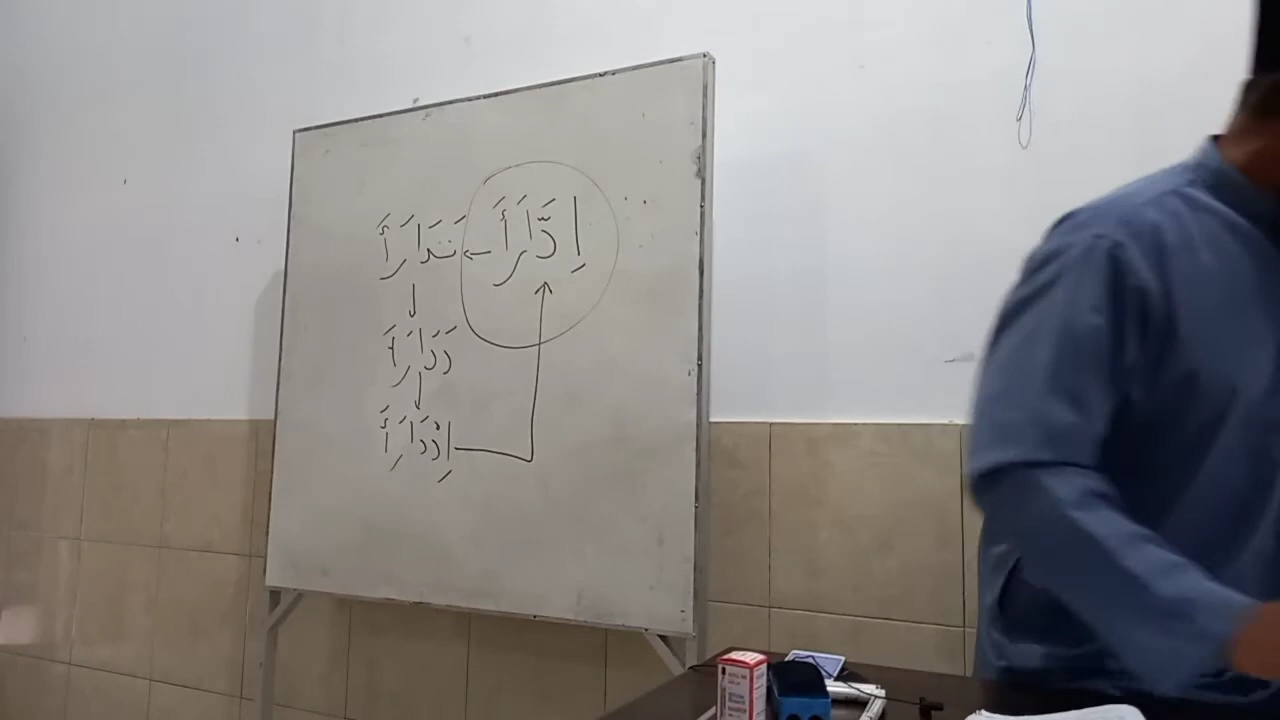 اِدَّارَأَ ← تَدَارَأَ
↓
دَدَارَأَ
↓
اِدْدَارَأَ